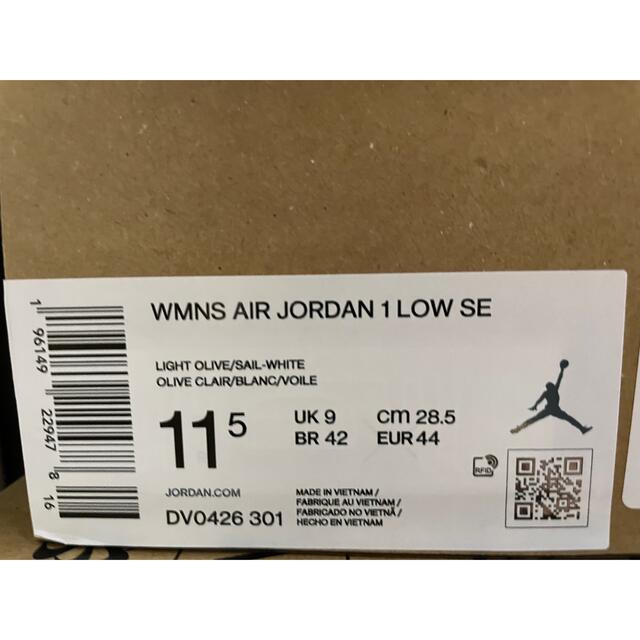 WMNS AIR JORDAN 1 LOW SE
LIGHT OLIVE/SAIL-WHITE
OLIVE CLAIR/BLANC/VOILE
11 5
UK 9 cm 28.5
BR 42 EUR 44
RFID
JORDAN.COM
DV0426 301
MADE IN VIETNAM /
FABRIQUE AU VIETNAM /
FABRICADO NO VIETNÃ /
HECHO EN VIETNAM
1 96149 22947 8 16